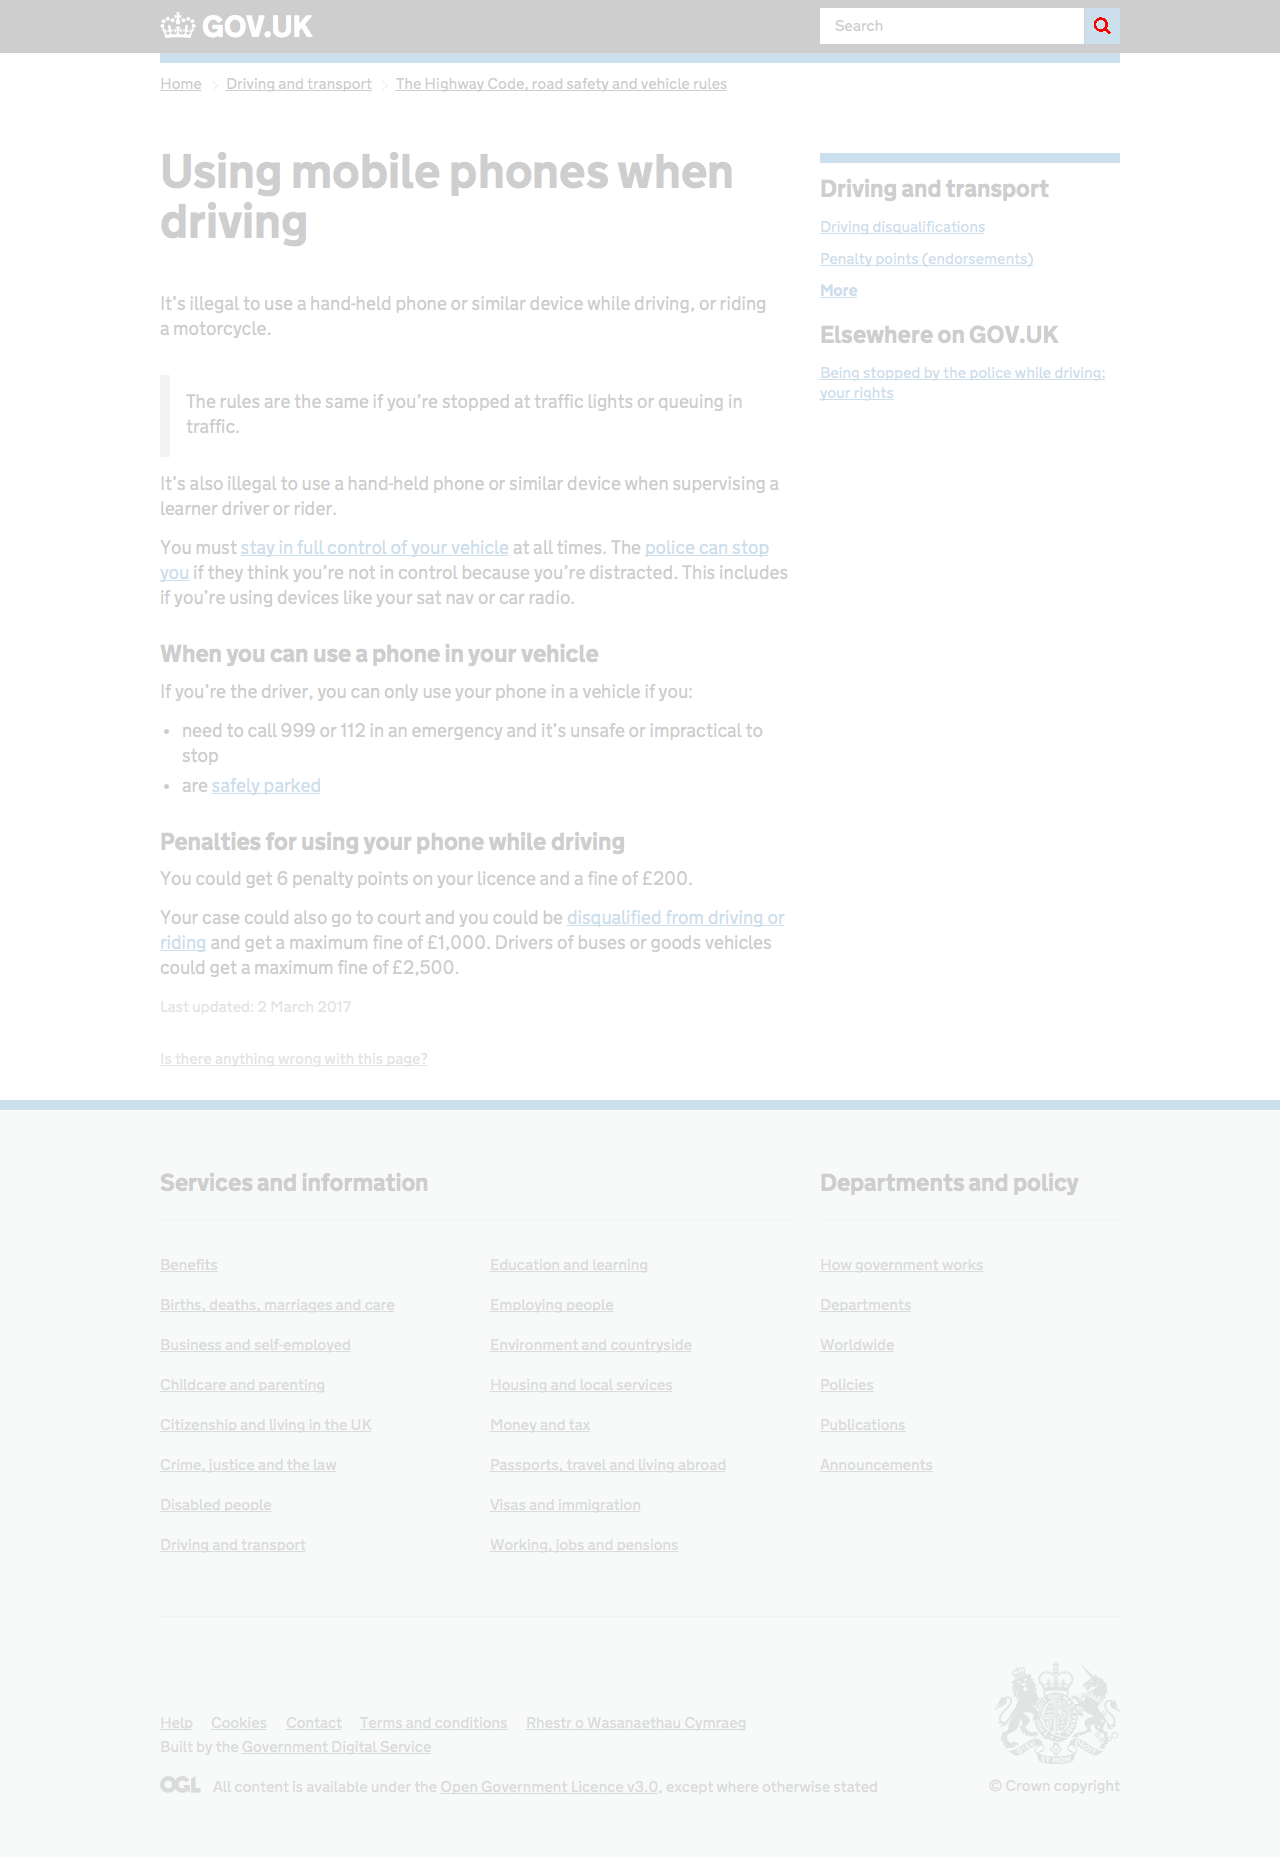 GOV.UK
Search
Home
Driving and transport
The Highway Code, road safety and vehicle rules
Using mobile phones when
driving
It’s illegal to use a hand-held phone or similar device while driving, or riding
a motorcycle.
The rules are the same if you’re stopped at traffic lights or queuing in
traffic.
It’s also illegal to use a hand-held phone or similar device when supervising a
learner driver or rider.
You must stay in full control of your vehicle at all times. The police can stop
you if they think you’re not in control because you’re distracted. This includes
if you’re using devices like your sat nav or car radio.
When you can use a phone in your vehicle
If you’re the driver, you can only use your phone in a vehicle if you:
• need to call 999 or 112 in an emergency and it’s unsafe or impractical to
stop
• are safely parked
Penalties for using your phone while driving
You could get 6 penalty points on your licence and a fine of £200.
Your case could also go to court and you could be disqualified from driving or
riding and get a maximum fine of £1,000. Drivers of buses or goods vehicles
could get a maximum fine of £2,500.
Last updated: 2 March 2017
Is there anything wrong with this page?
Driving and transport
Driving disqualifications
Penalty points (endorsements)
More
Elsewhere on GOV.UK
Being stopped by the police while driving:
your rights
Services and information
Benefits
Births, deaths, marriages and care
Business and self-employed
Childcare and parenting
Citizenship and living in the UK
Crime, justice and the law
Disabled people
Driving and transport
Education and learning
Employing people
Environment and countryside
Housing and local services
Money and tax
Passports, travel and living abroad
Visas and immigration
Working, jobs and pensions
Departments and policy
How government works
Departments
Worldwide
Policies
Publications
Announcements
Help Cookies Contact Terms and conditions Rhestr o Wasanaethau Cymraeg
Built by the Government Digital Service
OGL All content is available under the Open Government Licence v3.0, except where otherwise stated
© Crown copyright